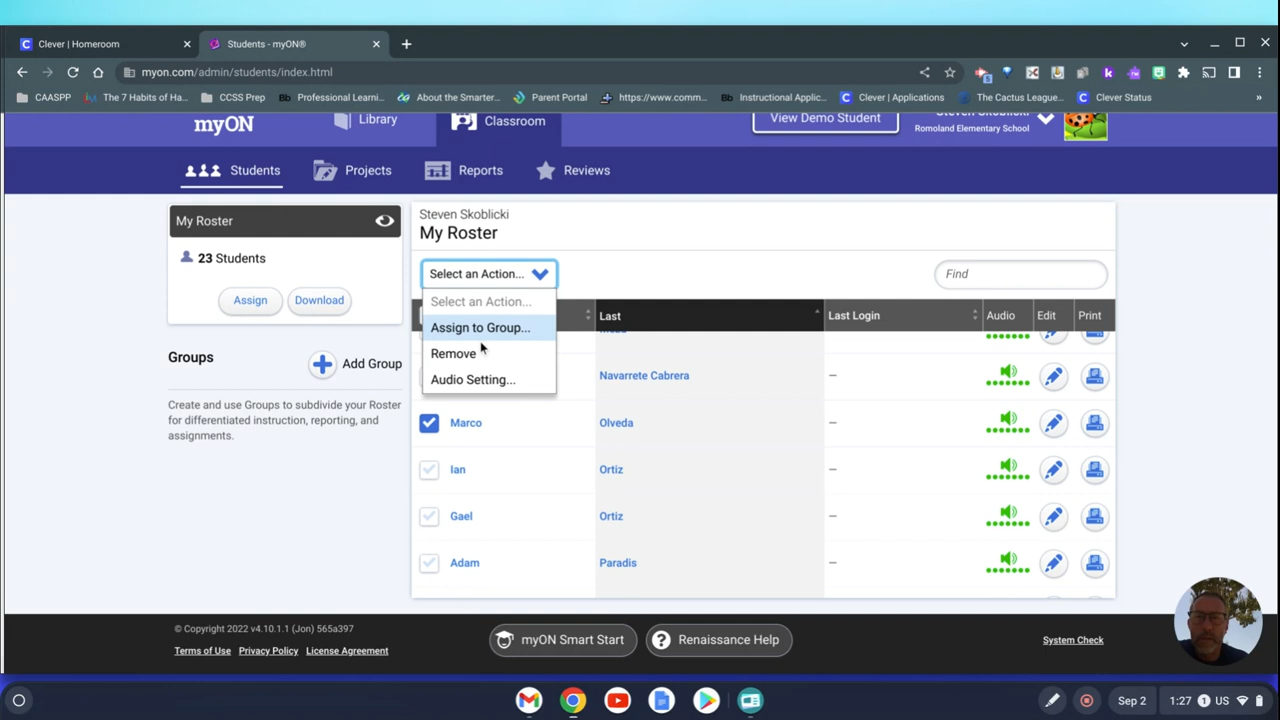 Clever | Homeroom
Students - myON®
myon.com/admin/students/index.html
CAASPP
The 7 Habits of Ha...
CCSS Prep
Bb Professional Learni...
About the Smarter...
Parent Portal
https://www.comm...
Bb Instructional Applic...
Clever | Applications
The Cactus League...
Clever Status
»
myON
Library
Classroom
View Demo Student
Steven Skoblicki
Romoland Elementary School
Students
Projects
Reports
Reviews
My Roster
23 Students
Assign
Download
Groups
Add Group
Create and use Groups to subdivide your Roster
for differentiated instruction, reporting, and
assignments.
Steven Skoblicki
My Roster
Select an Action...
Find
Select an Action...
Assign to Group...
Remove
Audio Setting...
Last
Last Login
Audio
Edit
Print
Navarrete Cabrera
–
Marco
Olveda
–
Ian
Ortiz
–
Gael
Ortiz
–
Adam
Paradis
–
© Copyright 2022 v4.10.1.1 (Jon) 565a397
Terms of Use
Privacy Policy
License Agreement
myON Smart Start
Renaissance Help
System Check
Sep 2
1:27
1
US